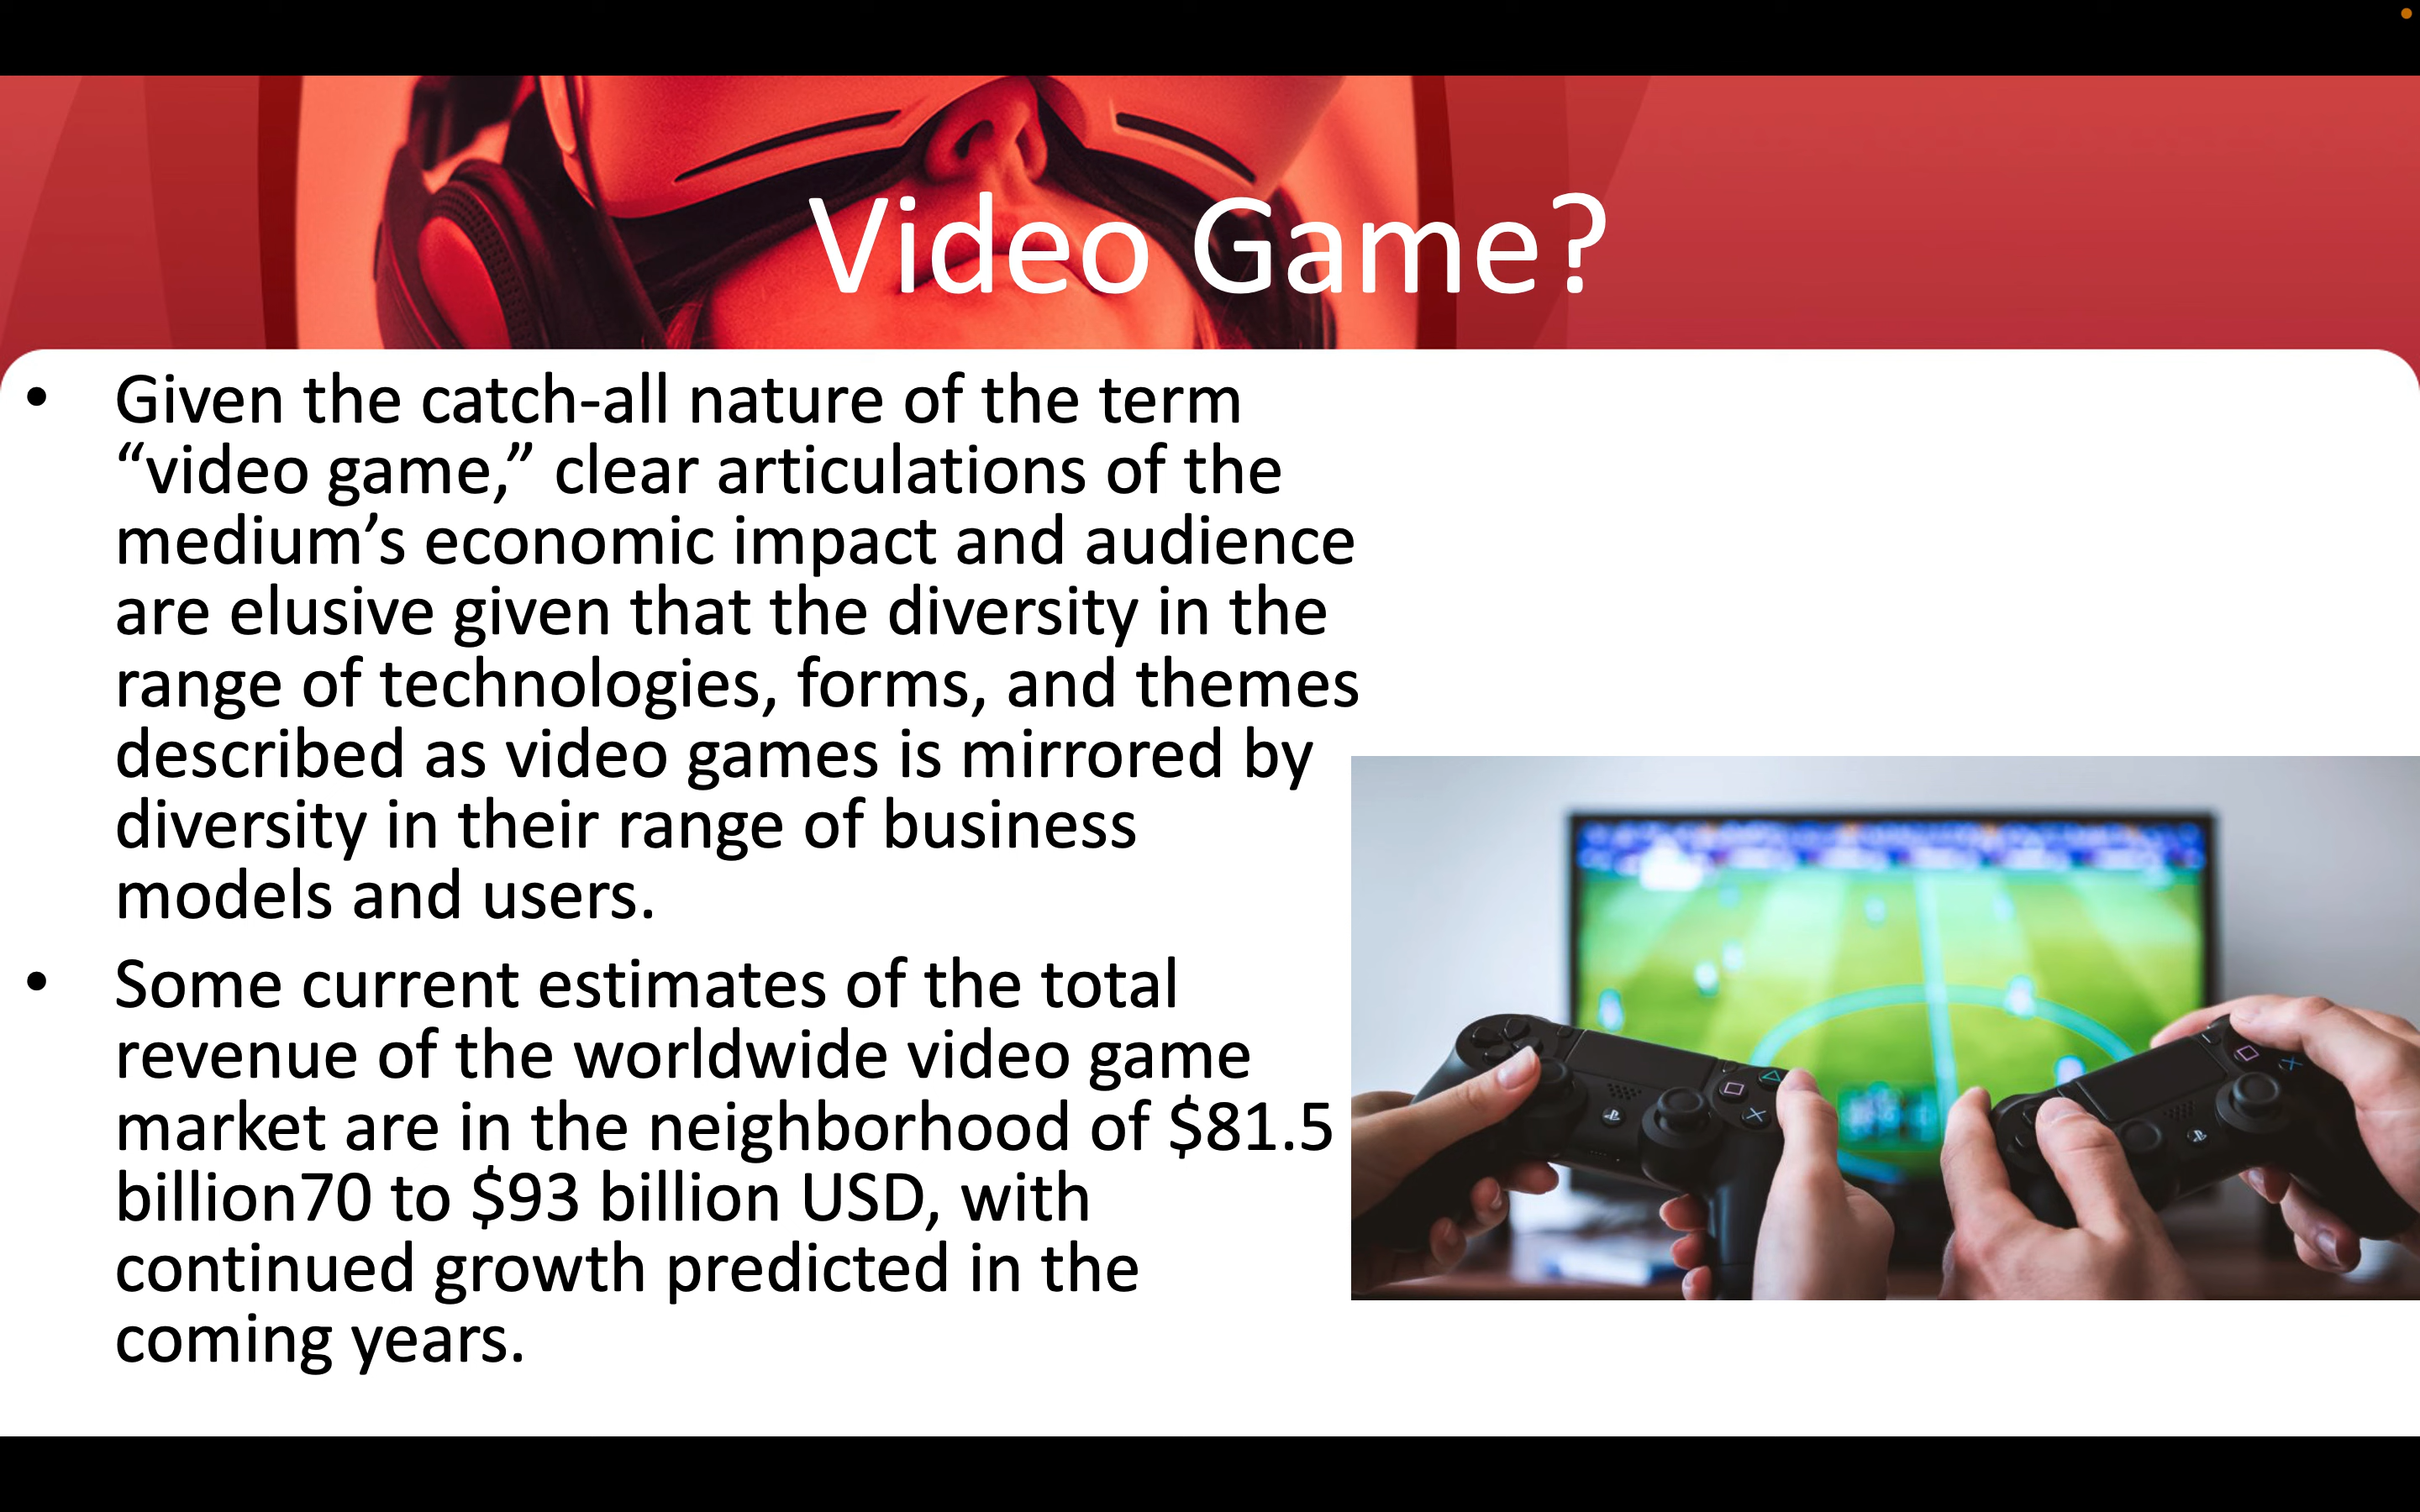 Video Game?
• Given the catch-all nature of the term
“video game,” clear articulations of the
medium’s economic impact and audience
are elusive given that the diversity in the
range of technologies, forms, and themes
described as video games is mirrored by
diversity in their range of business
models and users.
• Some current estimates of the total
revenue of the worldwide video game
market are in the neighborhood of $81.5
billion70 to $93 billion USD, with
continued growth predicted in the
coming years.